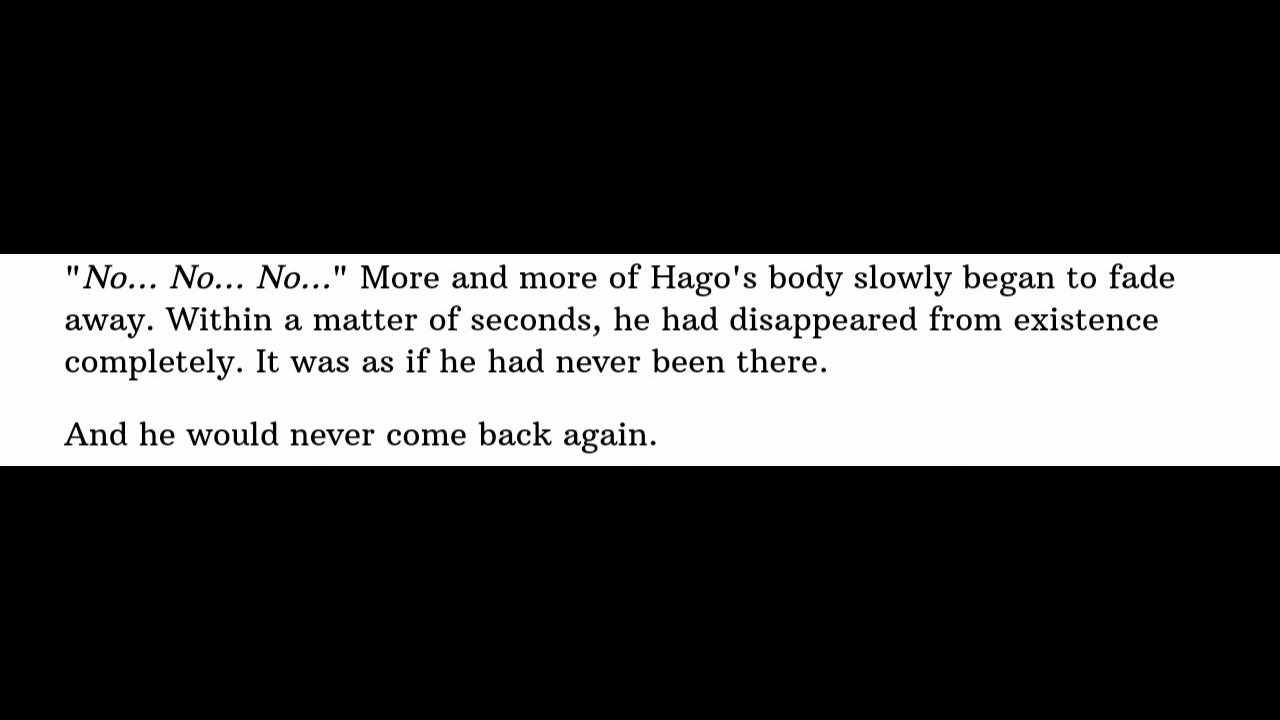 "No... No... No..." More and more of Hago's body slowly began to fade
away. Within a matter of seconds, he had disappeared from existence
completely. It was as if he had never been there.
And he would never come back again.